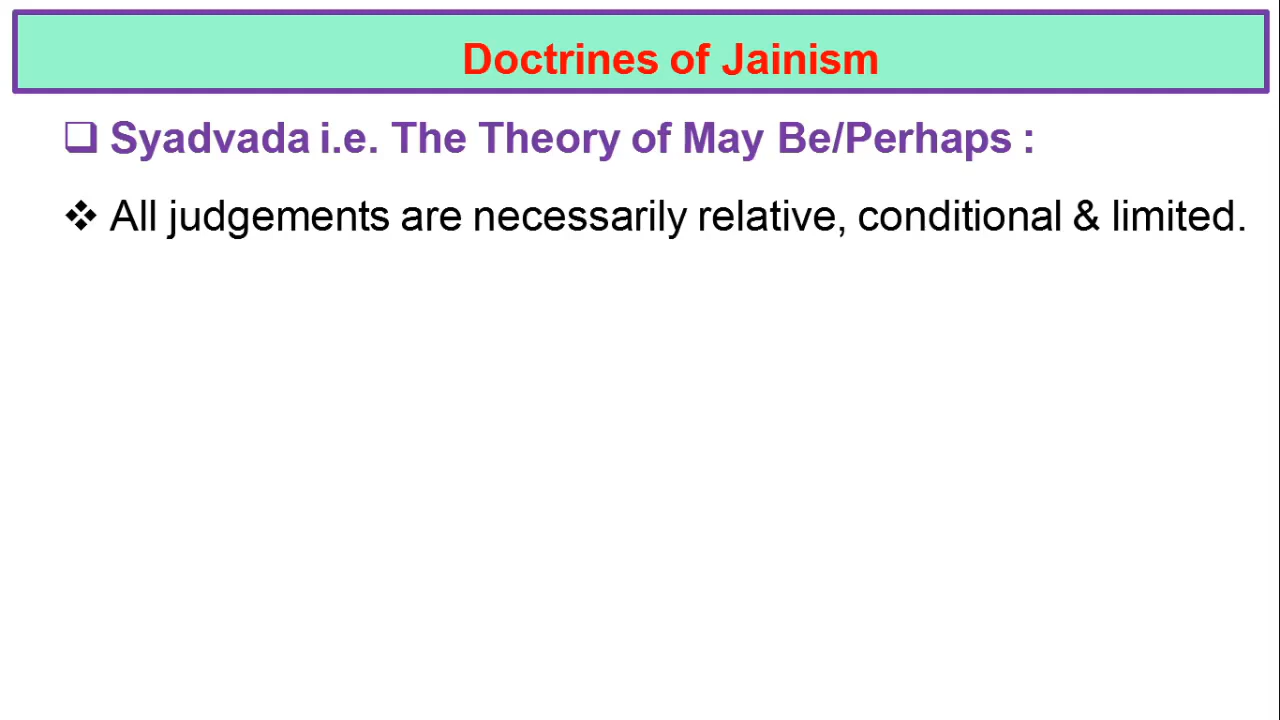 Doctrines of Jainism
❑ Syadvada i.e. The Theory of May Be/Perhaps :
❖ All judgements are necessarily relative, conditional & limited.